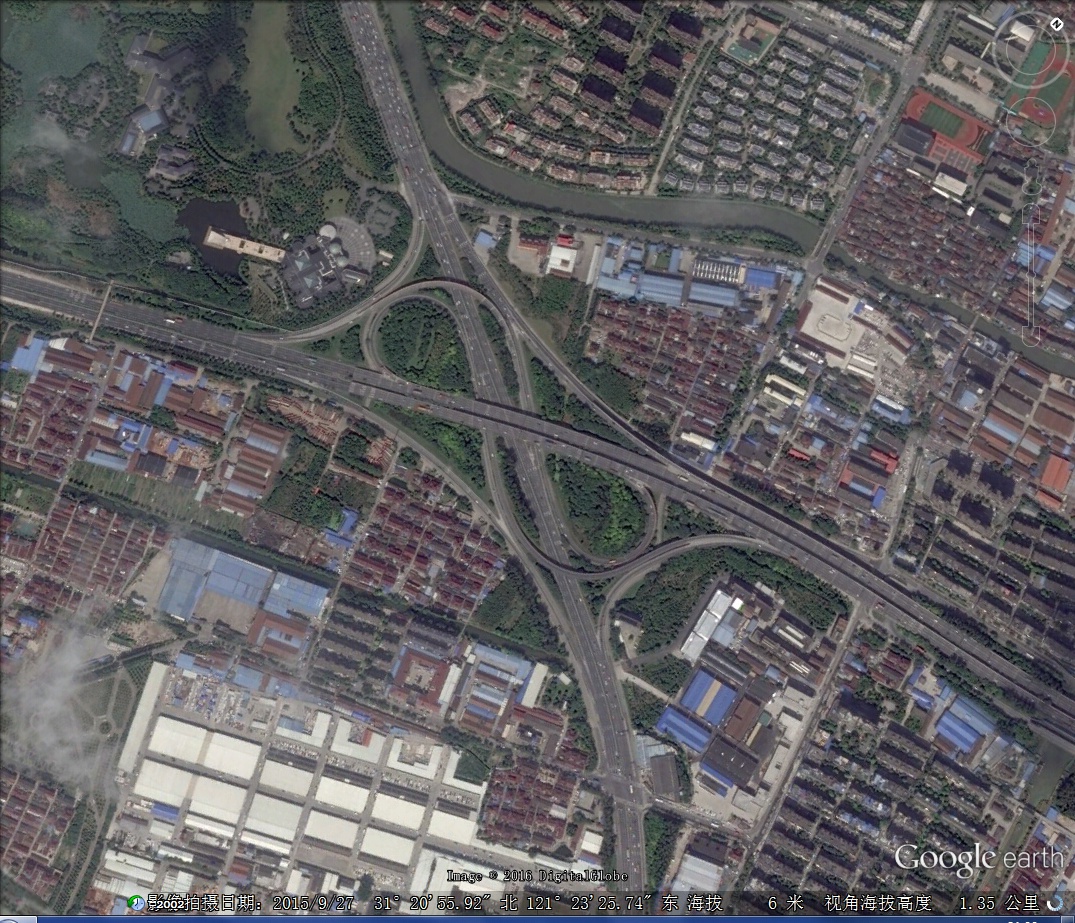 Google earth
Image © 2016 DigitalGlobe
2002 影像拍摄日期: 2015/9/27 31° 20'55.92" 北 121° 23'25.74" 东 海拔 6 米 视角海拔高度 1.35 公里